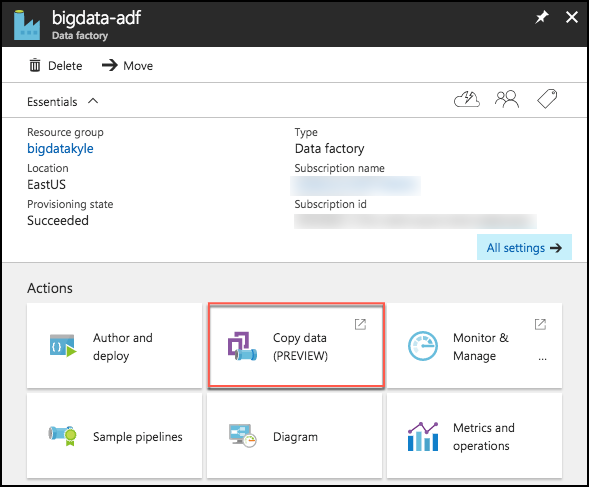 bigdata-adf
Data factory
Delete
Move
Essentials
Resource group
bigdatakyle
Location
EastUS
Provisioning state
Succeeded
Type
Data factory
Subscription name
Subscription id
All settings
Actions
Author and
deploy
Copy data
(PREVIEW)
Monitor &
Manage
...
Sample pipelines
Diagram
Metrics and
operations